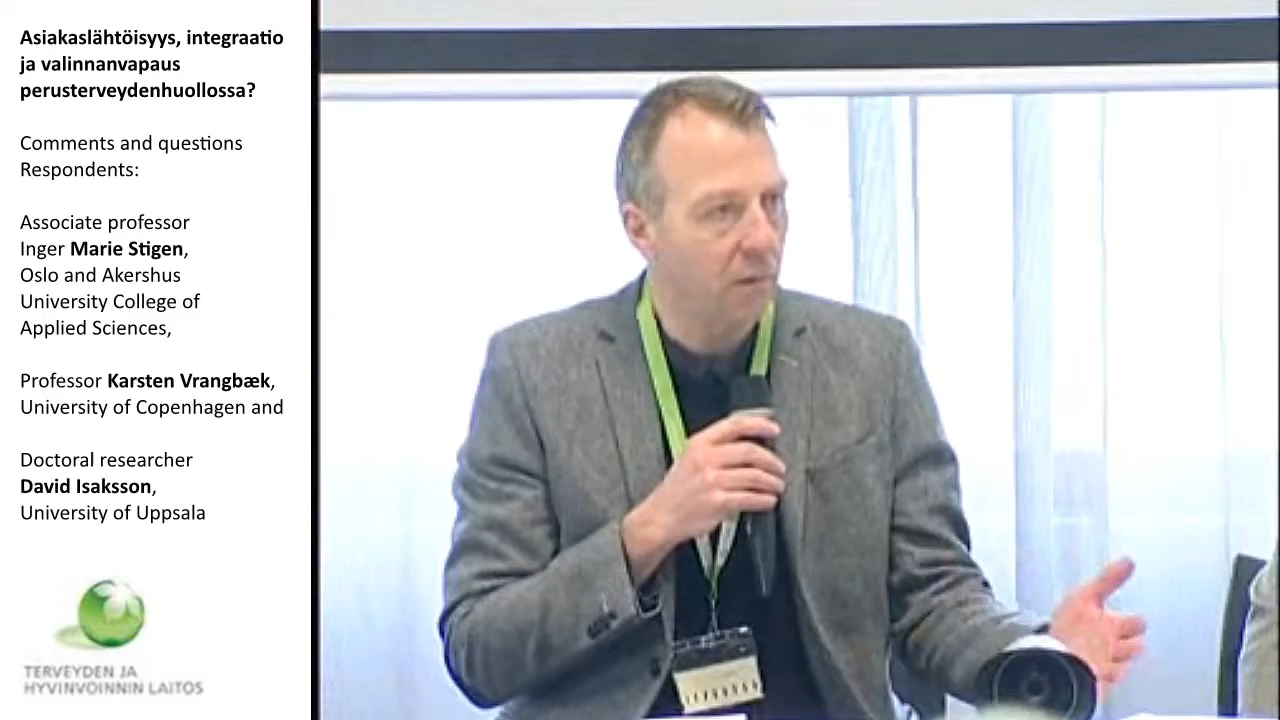 Asiakaslähtöisyys, integraatio
ja valinnanvapaus
perusterveydenhuollossa?
Comments and questions
Respondents:
Associate professor
Inger Marie Stigen,
Oslo and Akershus
University College of
Applied Sciences,
Professor Karsten Vrangbæk,
University of Copenhagen and
Doctoral researcher
David Isaksson,
University of Uppsala
TERVEYDEN JA
HYVINVOINNIN LAITOS